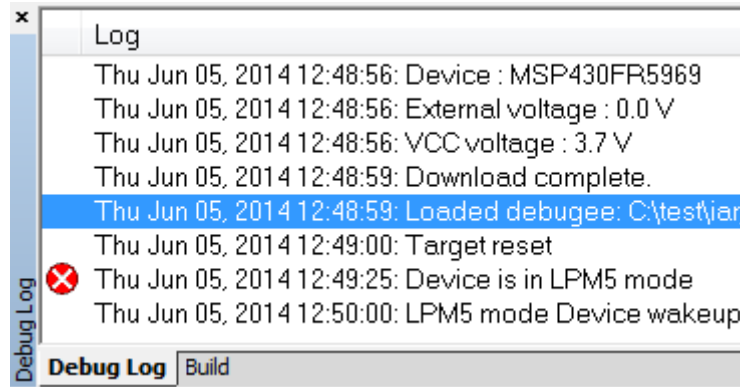 Log
Thu Jun 05, 2014 12:48:56: Device : MSP430FR5969
Thu Jun 05, 2014 12:48:56: External voltage : 0.0 V
Thu Jun 05, 2014 12:48:56: VCC voltage : 3.7 V
Thu Jun 05, 2014 12:48:59: Download complete.
Thu Jun 05, 2014 12:48:59: Loaded debugee: C:\test\iar
Thu Jun 05, 2014 12:49:00: Target reset
Thu Jun 05, 2014 12:49:25: Device is in LPM5 mode
Thu Jun 05, 2014 12:50:00: LPM5 mode Device wakeup
Debug Log
Debug Log Build